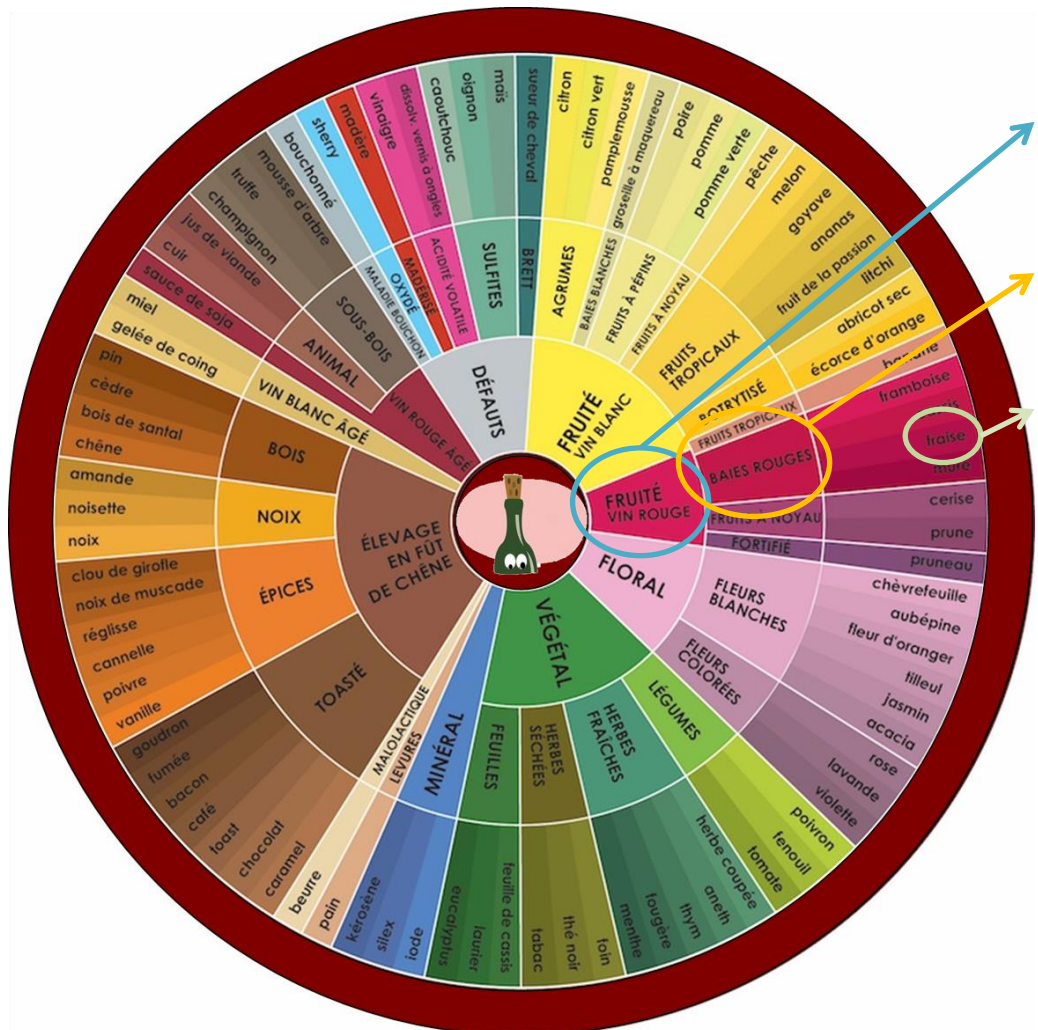 DÉFAUTS
MALADIE BOUCHON
bouchonné
OXYDÉ
sherry
MADÉRISÉ
madère
ACIDITÉ VOLATILE
vinaigre
dissolv. vernis à ongles
SULFITES
caoutchouc
oignon
maïs
BRETT
sueur de cheval
FRUITÉ
VIN BLANC
AGRUMES
citron
citron vert
pamplemousse
BAIES BLANCHES
groseille à maquereau
FRUITS À PÉPINS
poire
pomme
pomme verte
FRUITS À NOYAU
pêche
FRUITS
TROPICAUX
melon
goyave
ananas
fruit de la passion
litchi
BOTRYTISÉ
abricot sec
écorce d'orange
FRUITÉ
VIN ROUGE
FRUITS TROPICAUX
banane
BAIES ROUGES
framboise
fraise
mûre
FRUITS À NOYAU
cerise
prune
FORTIFIÉ
pruneau
FLORAL
FLEURS
BLANCHES
chèvrefeuille
aubépine
fleur d'oranger
tilleul
jasmin
acacia
FLEURS
COLORÉES
rose
lavande
violette
VÉGÉTAL
LÉGUMES
poivron
fenouil
tomate
HERBES
FRAÎCHES
herbe coupée
aneth
thym
fougère
menthe
HERBES
SÉCHÉES
foin
thé noir
tabac
FEUILLES
feuille de cassis
laurier
eucalyptus
MINÉRAL
iode
silex
kérosène
LEVURES
pain
MALOLACTIQUE
beurre
ÉLEVAGE
EN FÛT
DE CHÊNE
TOASTÉ
caramel
chocolat
toast
café
bacon
fumée
goudron
ÉPICES
vanille
poivre
cannelle
réglisse
noix de muscade
clou de girofle
NOIX
noix
noisette
amande
BOIS
chêne
bois de santal
cèdre
pin
VIN BLANC ÂGÉ
gelée de coing
miel
VIN ROUGE ÂGÉ
sauce de soja
ANIMAL
cuir
jus de viande
SOUS-BOIS
champignon
truffe
mousse d'arbre